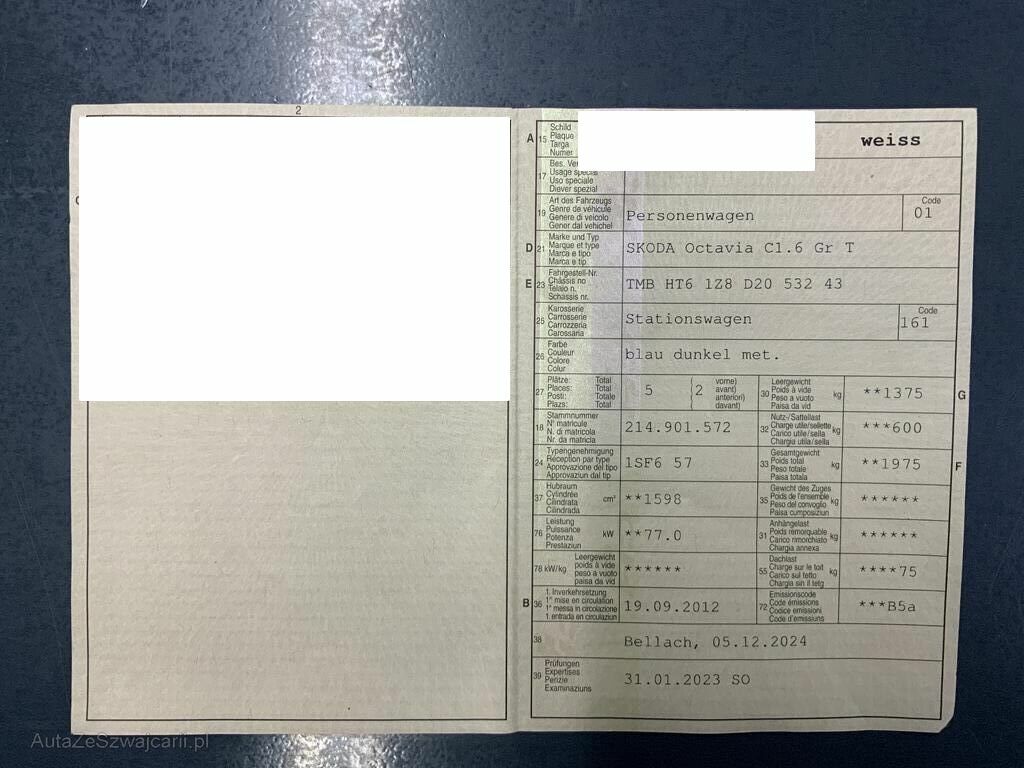 2
C
A 15 Schild
Plaque
Targa
Numer
weiss
17 Bes. Ve
Usage spécial
Uso speciale
Diever spezial
19 Art des Fahrzeugs
Genre de véhicule
Genere di veicolo
Gener dal vehichel
Personenwagen
Code
01
D 21 Marke und Typ
Marque et type
Marca e tipo
Marca e tip
SKODA Octavia C1.6 Gr T
E 23 Fahrgestell-Nr.
Châssis no
Telaio n.
Schassis nr.
TMB HT6 1Z8 D20 532 43
25 Karosserie
Carrosserie
Carrozzeria
Carossaria
Stationswagen
Code
161
26 Farbe
Couleur
Colore
Colur
blau dunkel met.
27 Plätze: Total
Places: Total
Posti: Totale
Plazs: Total
5 ( 2 vorne)
avant)
anteriori)
davant)
30 Leergewicht
Poids à vide
Peso a vuoto
Paisa da vid
kg
**1375
G
18 Stammnummer
N° matricule
N. di matricola
Nr. da matricla
214.901.572
32 Nutz-/Sattellast
Charge utile/sellette
Carico utile/sella
Chargia utila/sella
kg
***600
24 Typengenehmigung
Réception par type
Approvazione del tipo
Approvaziun dal tip
1SF6 57
33 Gesamtgewicht
Poids total
Peso totale
Paisa totala
kg
**1975
F
37 Hubraum
Cylindrée
Cilindrata
Cilindrada
cm³
**1598
35 Gewicht des Zuges
Poids de l'ensemble
Peso del convoglio
Paisa cumposiziun
kg
******
76 Leistung
Puissance
Potenza
Prestaziun
kW
**77.0
31 Anhängelast
Poids remorquable
Carico rimorchiato
Chargia annexa
kg
******
78 kW/kg Leergewicht
poids à vide
peso a vuoto
paisa da vid
******
55 Dachlast
Charge sur le toit
Carico sul tetto
Chargia sin il tetg
kg
****75
B 36 1. Inverkehrsetzung
1re mise en circulation
1a messa in circolazione
1. entrada en circulaziun
19.09.2012
72 Emissionscode
Code émissions
Codice emissioni
Code d'emissiuns
***B5a
38
Bellach, 05.12.2024
39 Prüfungen
Expertises
Perizie
Examinaziuns
31.01.2023 SO
AutaZeSzwajcarii.pl